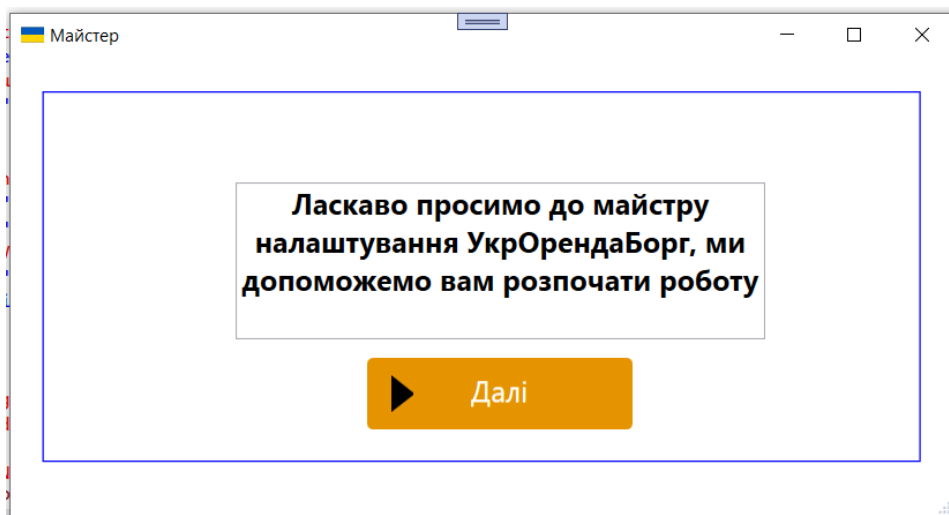 Майстер
Ласкаво просимо до майстру
налаштування УкрОрендаБорг, ми
допоможемо вам розпочати роботу
Далі